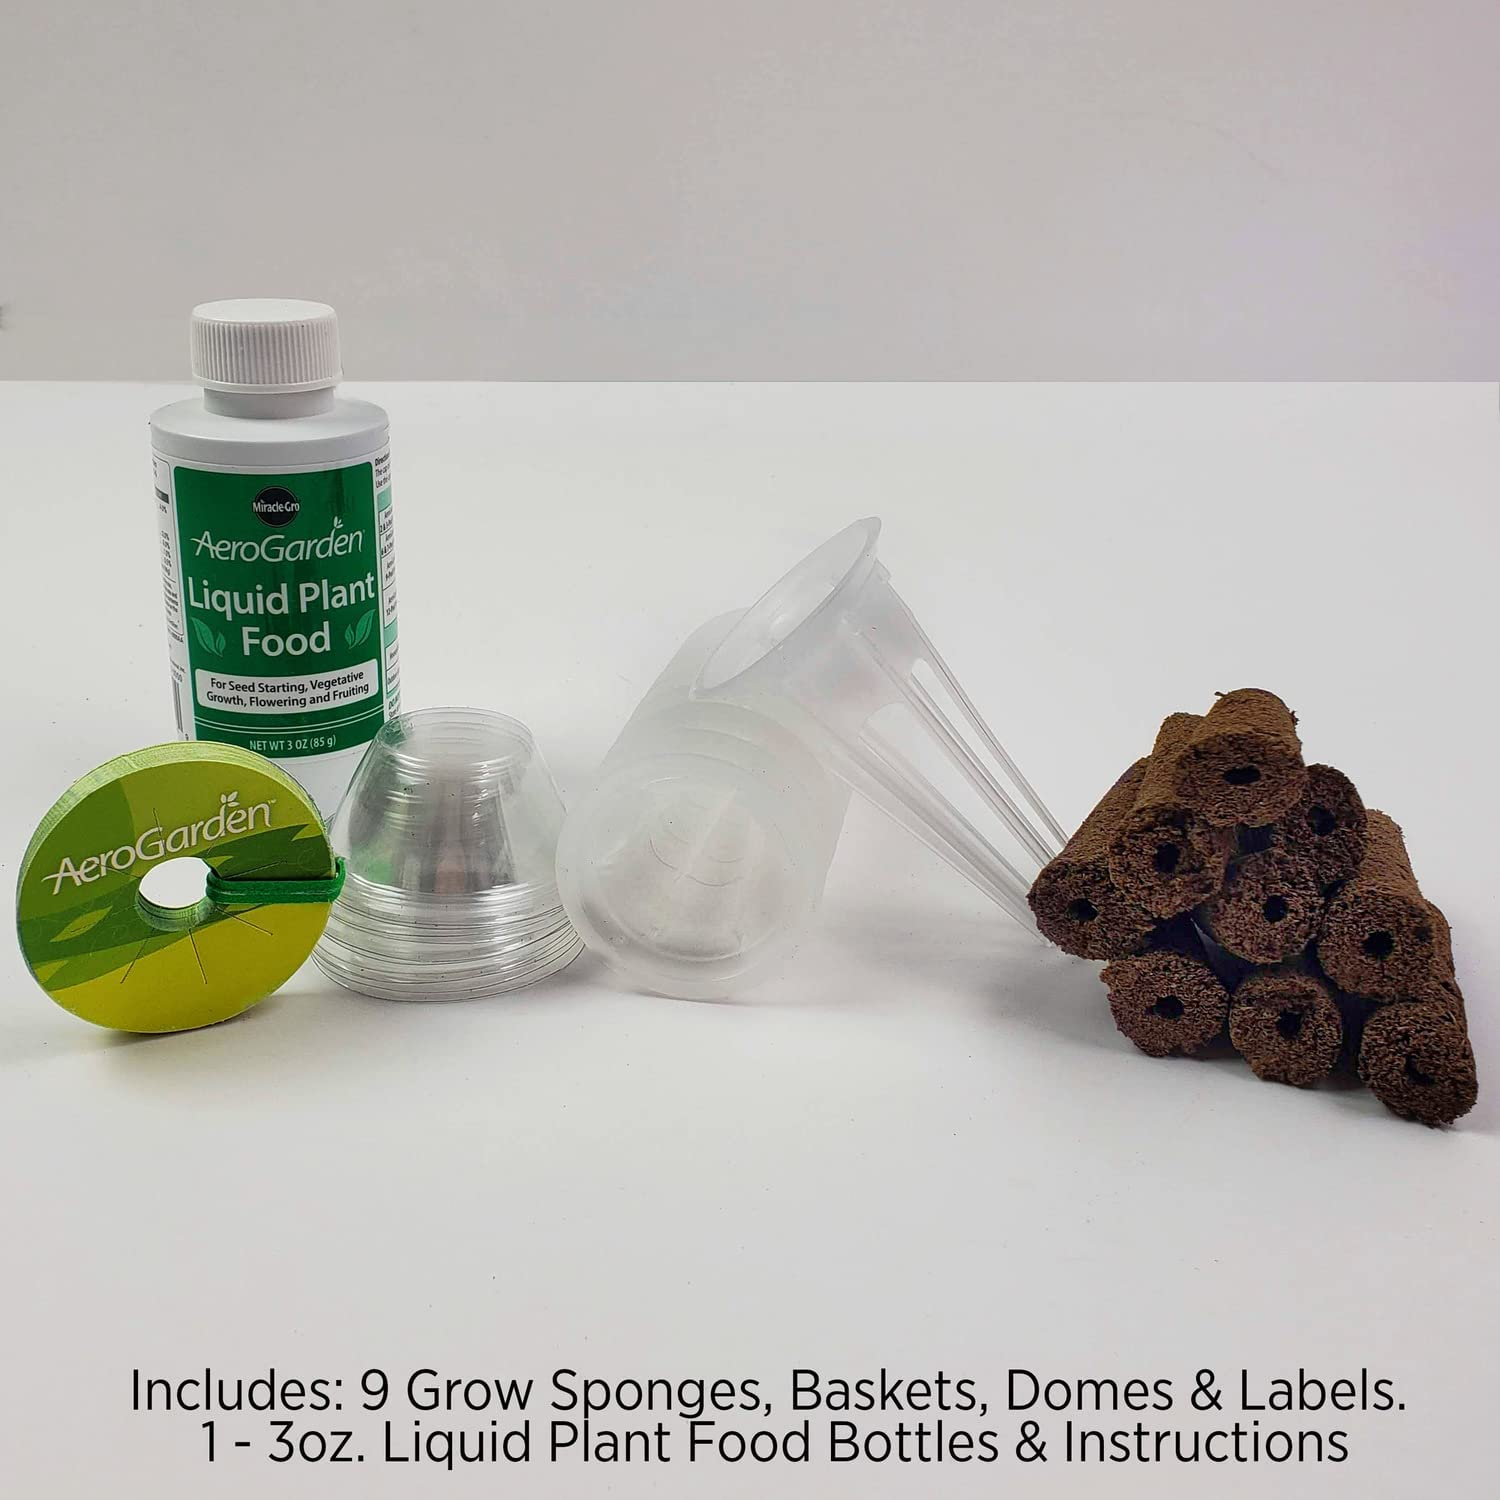 Miracle-Gro
AeroGarden
Liquid Plant
Food
For Seed Starting, Vegetative
Growth, Flowering and Fruiting
NET WT 3 OZ (85 g)
AeroGarden™
Includes: 9 Grow Sponges, Baskets, Domes & Labels.
1 - 3oz. Liquid Plant Food Bottles & Instructions